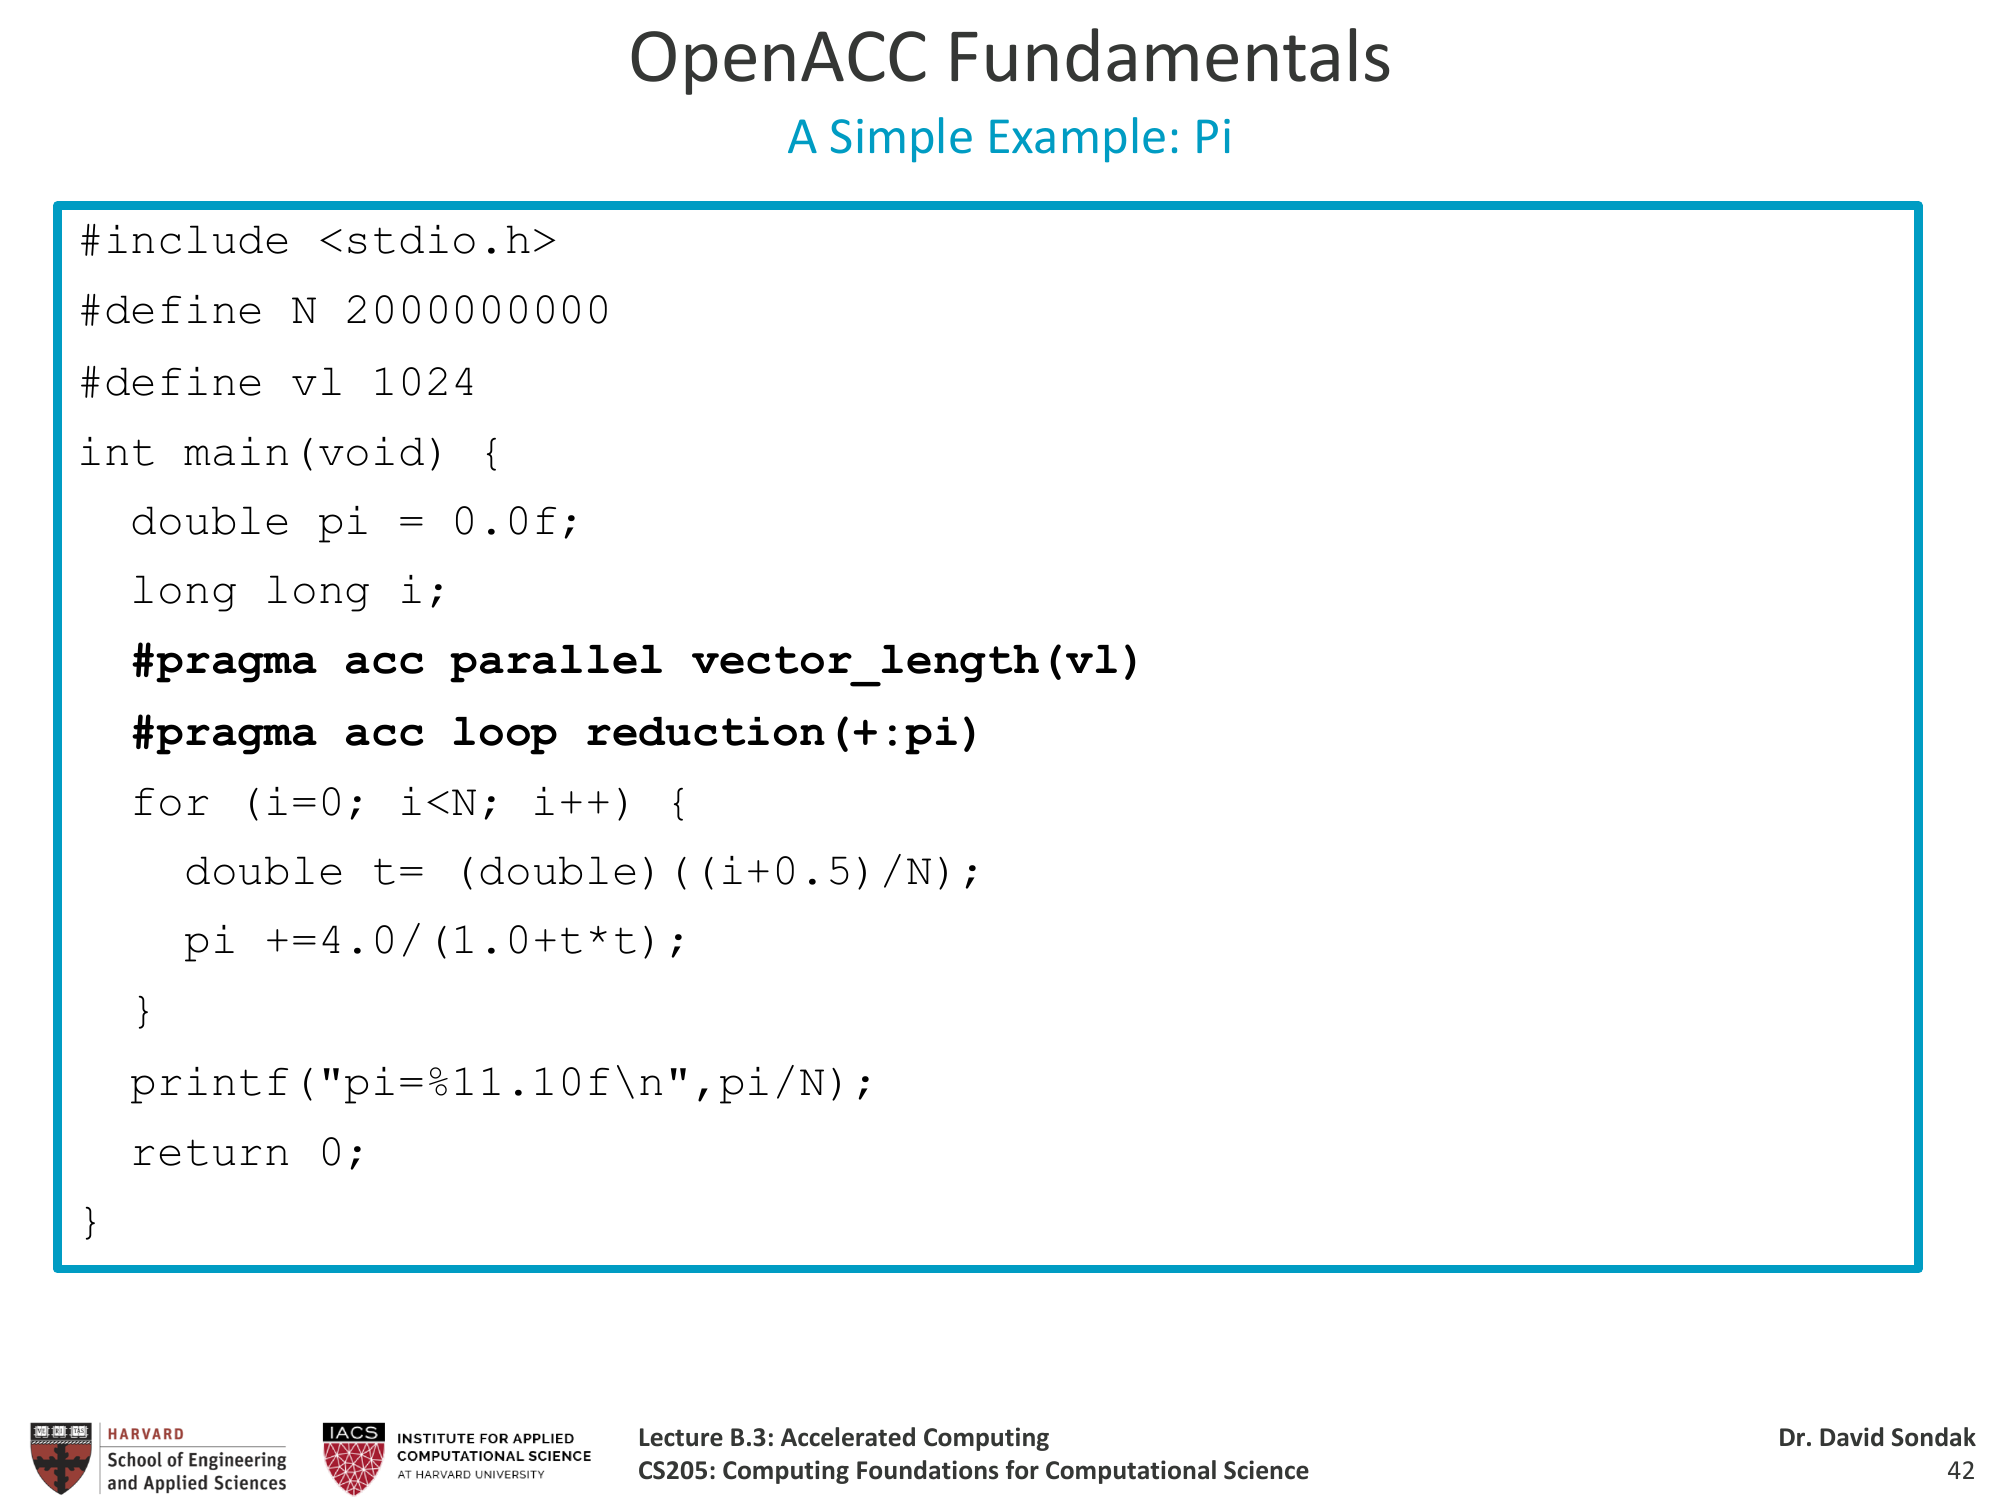 OpenACC Fundamentals
A Simple Example: Pi
#include <stdio.h>
#define N 2000000000
#define vl 1024
int main(void) {
  double pi = 0.0f;
  long long i;
  #pragma acc parallel vector_length(vl)
  #pragma acc loop reduction(+:pi)
  for (i=0; i<N; i++) {
    double t= (double)((i+0.5)/N);
    pi +=4.0/(1.0+t*t);
  }
  printf("pi=%11.10f\n",pi/N);
  return 0;
}
HARVARD
School of Engineering
and Applied Sciences
IACS
INSTITUTE FOR APPLIED
COMPUTATIONAL SCIENCE
AT HARVARD UNIVERSITY
Lecture B.3: Accelerated Computing
CS205: Computing Foundations for Computational Science
Dr. David Sondak
42